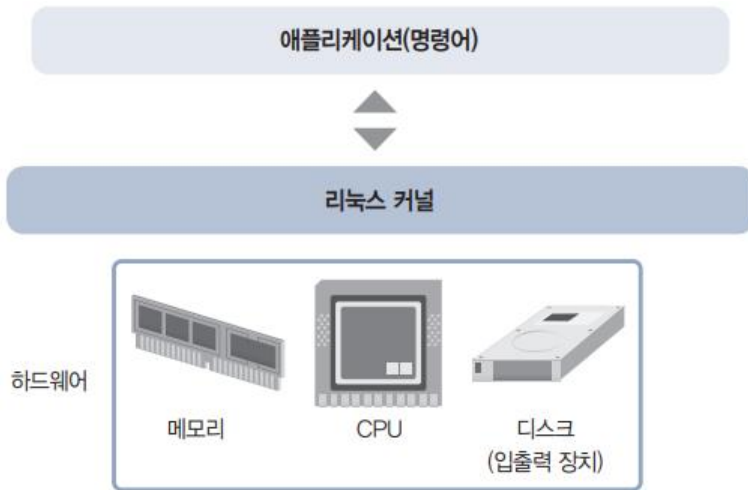 애플리케이션(명령어)
리눅스 커널
하드웨어
메모리
CPU
디스크
(입출력 장치)